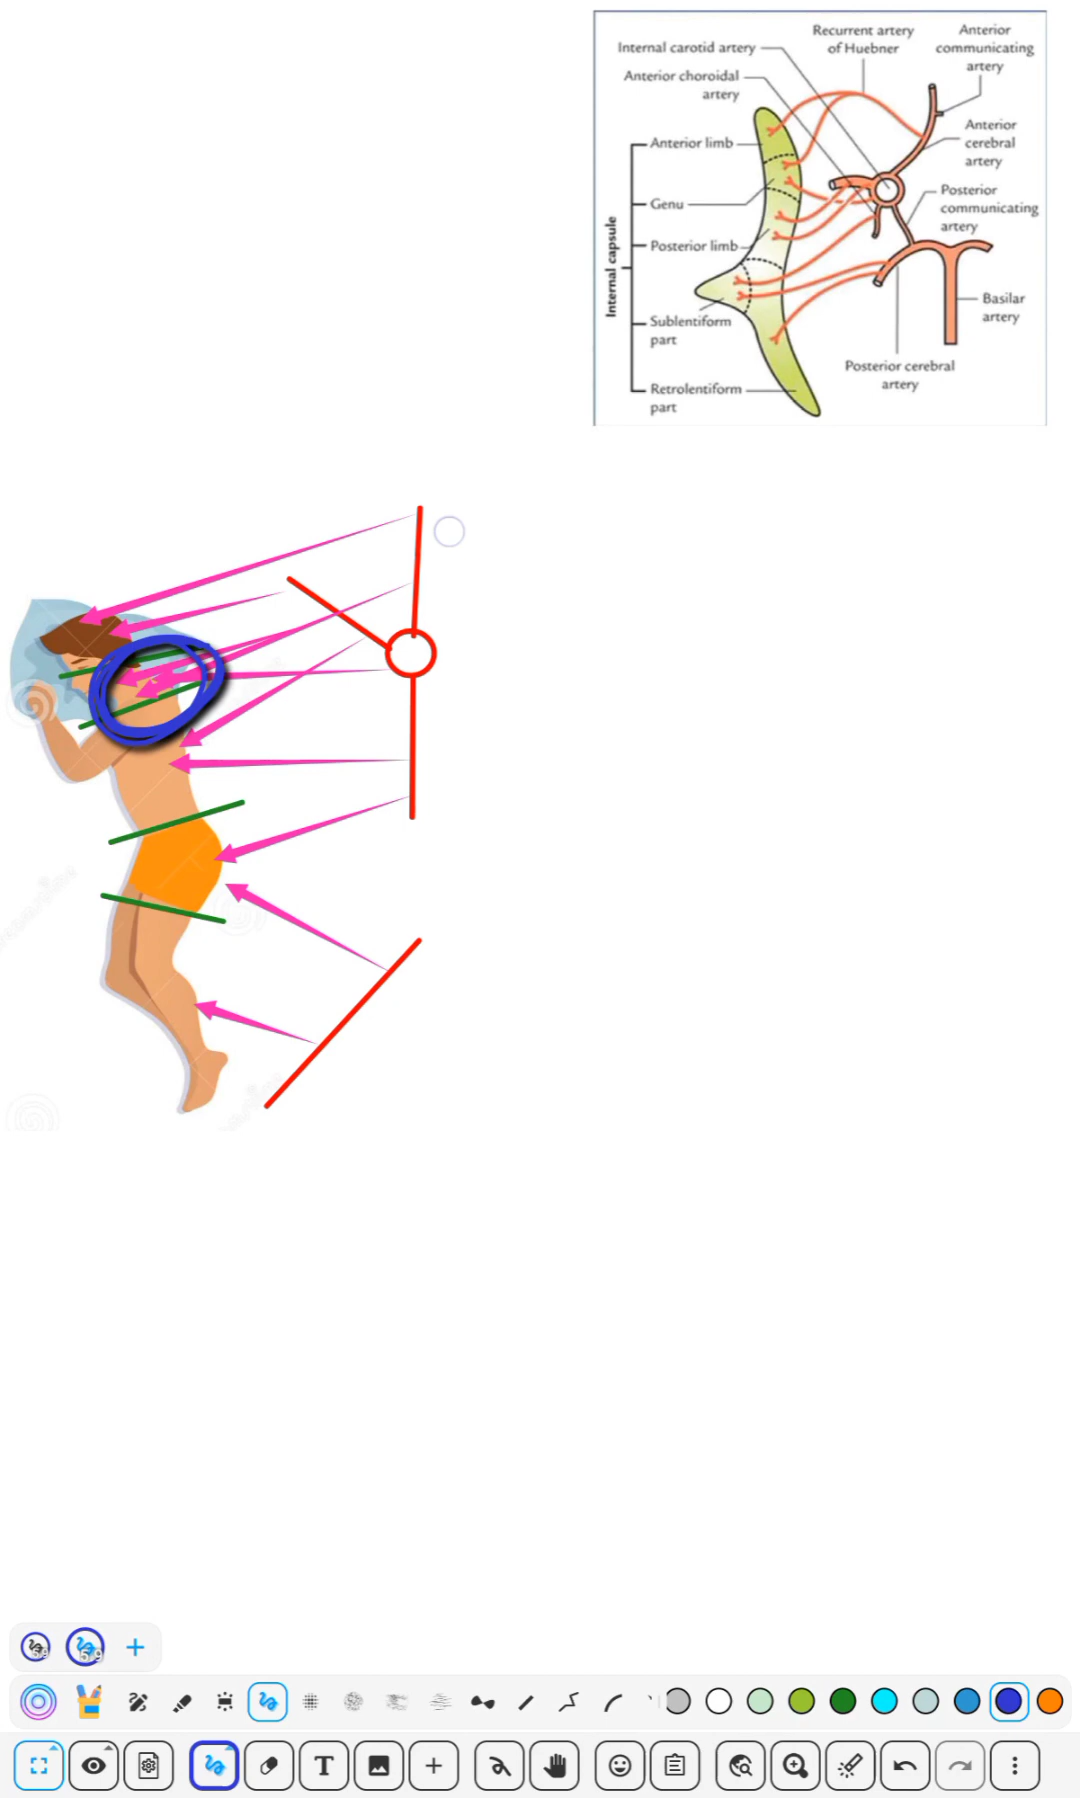 Recurrent artery
of Huebner
Anterior
communicating
artery
Internal carotid artery
Anterior choroidal
artery
Anterior limb
Anterior
cerebral
artery
Genu
Posterior
communicating
artery
Posterior limb
Internal capsule
Sublentiform
part
Basilar
artery
Posterior cerebral
artery
Retrolentiform
part
T